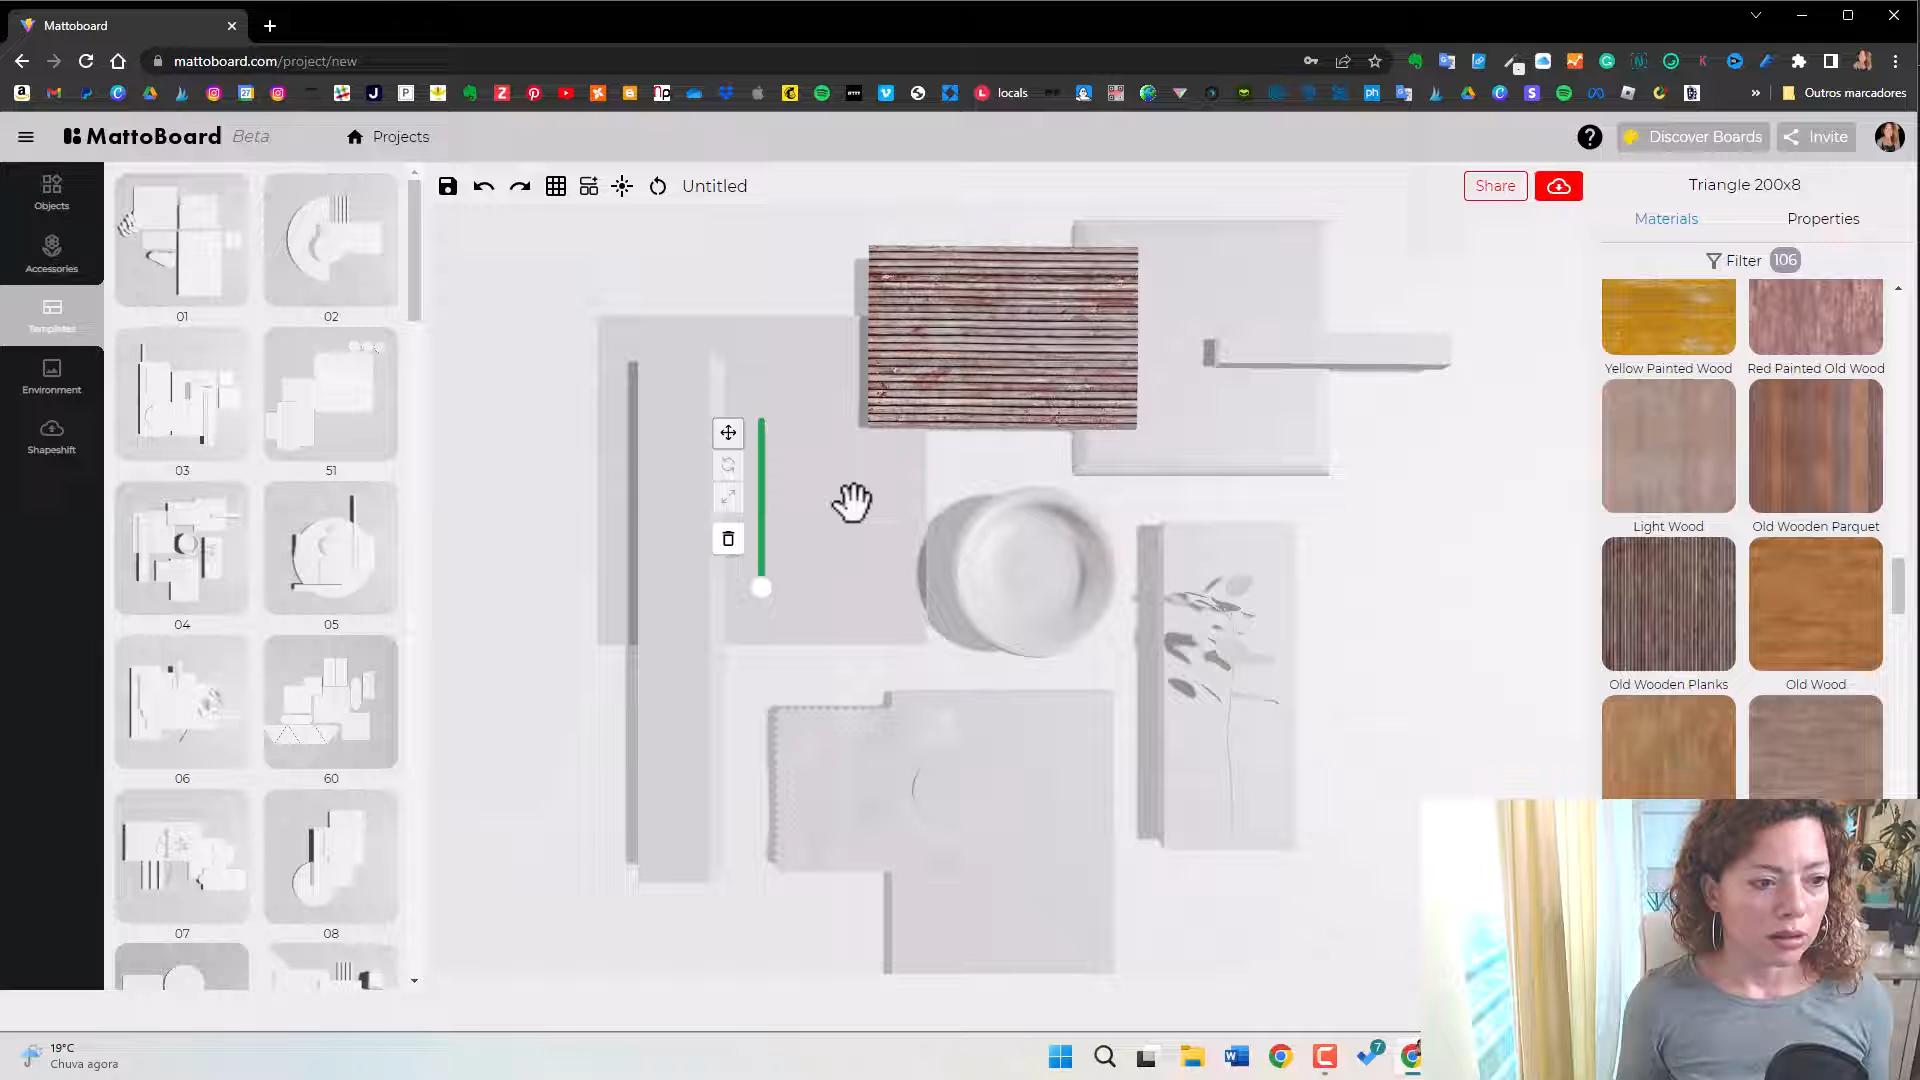 Mattoboard
mattoboard.com/project/new
locals
Outros marcadores
MattoBoard Beta
Projects
Discover Boards
Invite
Objects
Accessories
Templates
Environment
Shapeshift
01
02
03
51
04
05
06
60
07
08
Untitled
Share
Triangle 200x8
Materials
Properties
Filter 106
Yellow Painted Wood
Red Painted Old Wood
Light Wood
Old Wooden Parquet
Old Wooden Planks
Old Wood
19°C
Chuva agora
7